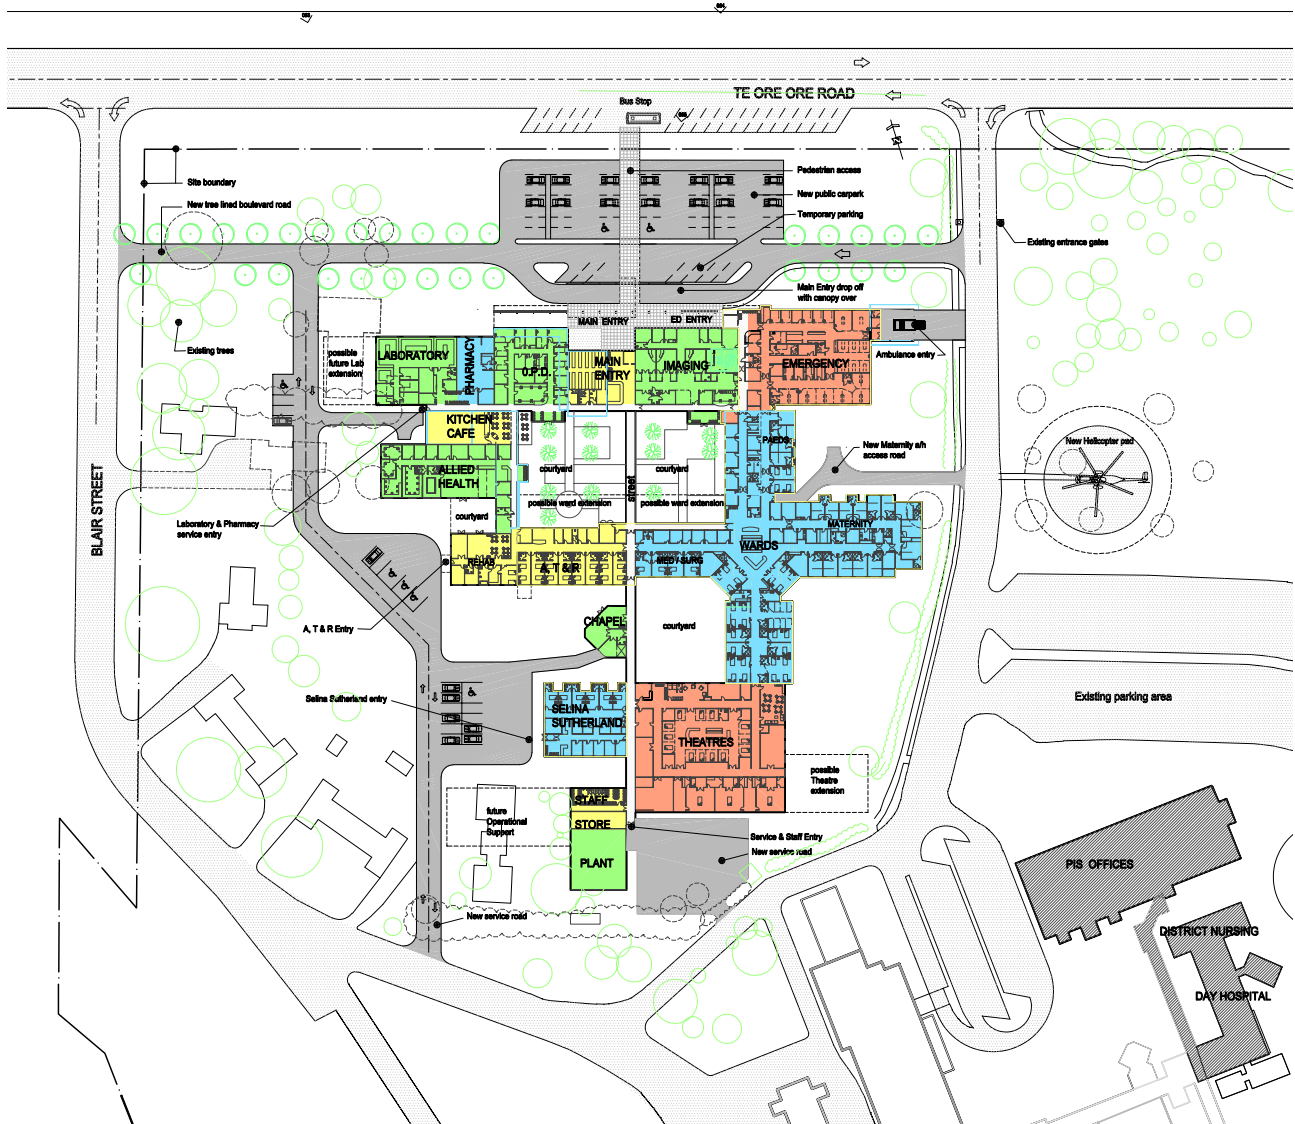 TE ORE ORE ROAD
Bus Stop
Pedestrian access
Site boundary
New public carpark
New tree lined boulevard road
Temporary parking
Existing entrance gates
Main Entry drop off
with canopy over
MAIN ENTRY
ED ENTRY
Existing trees
possible
future Lab
extension
LABORATORY
PHARMACY
O.P.D.
MAIN
ENTRY
IMAGING
EMERGENCY
Ambulance entry
KITCHEN
CAFE
PAEDS
New Maternity a/h
access road
New Helicopter pad
ALLIED
HEALTH
courtyard
courtyard
street
possible ward extension
possible ward extension
BLAIR STREET
Laboratory & Pharmacy
service entry
courtyard
MATERNITY
WARDS
REHAB
A, T & R
MED / SURG
A, T & R Entry
CHAPEL
courtyard
Selina Sutherland entry
Existing parking area
SELINA
SUTHERLAND
THEATRES
possible
Theatre
extension
future
Operational
Support
STAFF
STORE
PLANT
Service & Staff Entry
New service road
PIS OFFICES
New service road
DISTRICT NURSING
DAY HOSPITAL